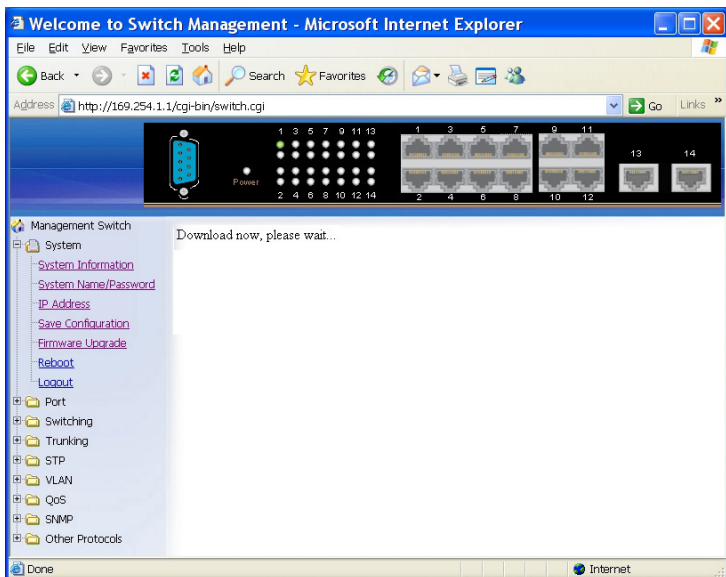 Welcome to Switch Management - Microsoft Internet Explorer
File Edit View Favorites Tools Help
Back Search Favorites
Address http://169.254.1.1/cgi-bin/switch.cgi Go Links »
1 3 5 7 9 11 13 1 3 5 7 9 11
13 14
Power
2 4 6 8 10 12 14 2 4 6 8 10 12
Management Switch
Download now, please wait...
System
System Information
System Name/Password
IP Address
Save Configuration
Firmware Upgrade
Reboot
Logout
Port
Switching
Trunking
STP
VLAN
QoS
SNMP
Other Protocols
Done Internet